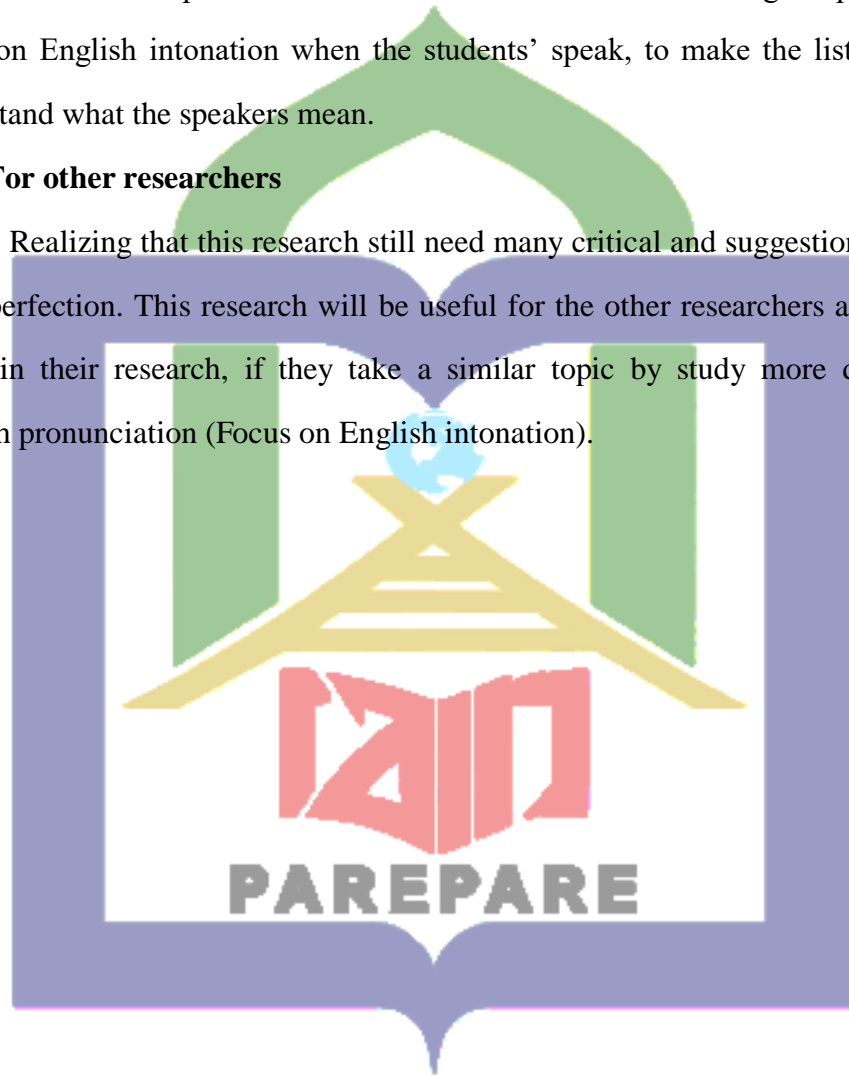 on English intonation when the students’ speak, to make the list
tand what the speakers mean.
For other researchers
Realizing that this research still need many critical and suggestion
perfection. This research will be useful for the other researchers a
in their research, if they take a similar topic by study more
n pronunciation (Focus on English intonation).
iain
PAREPARE